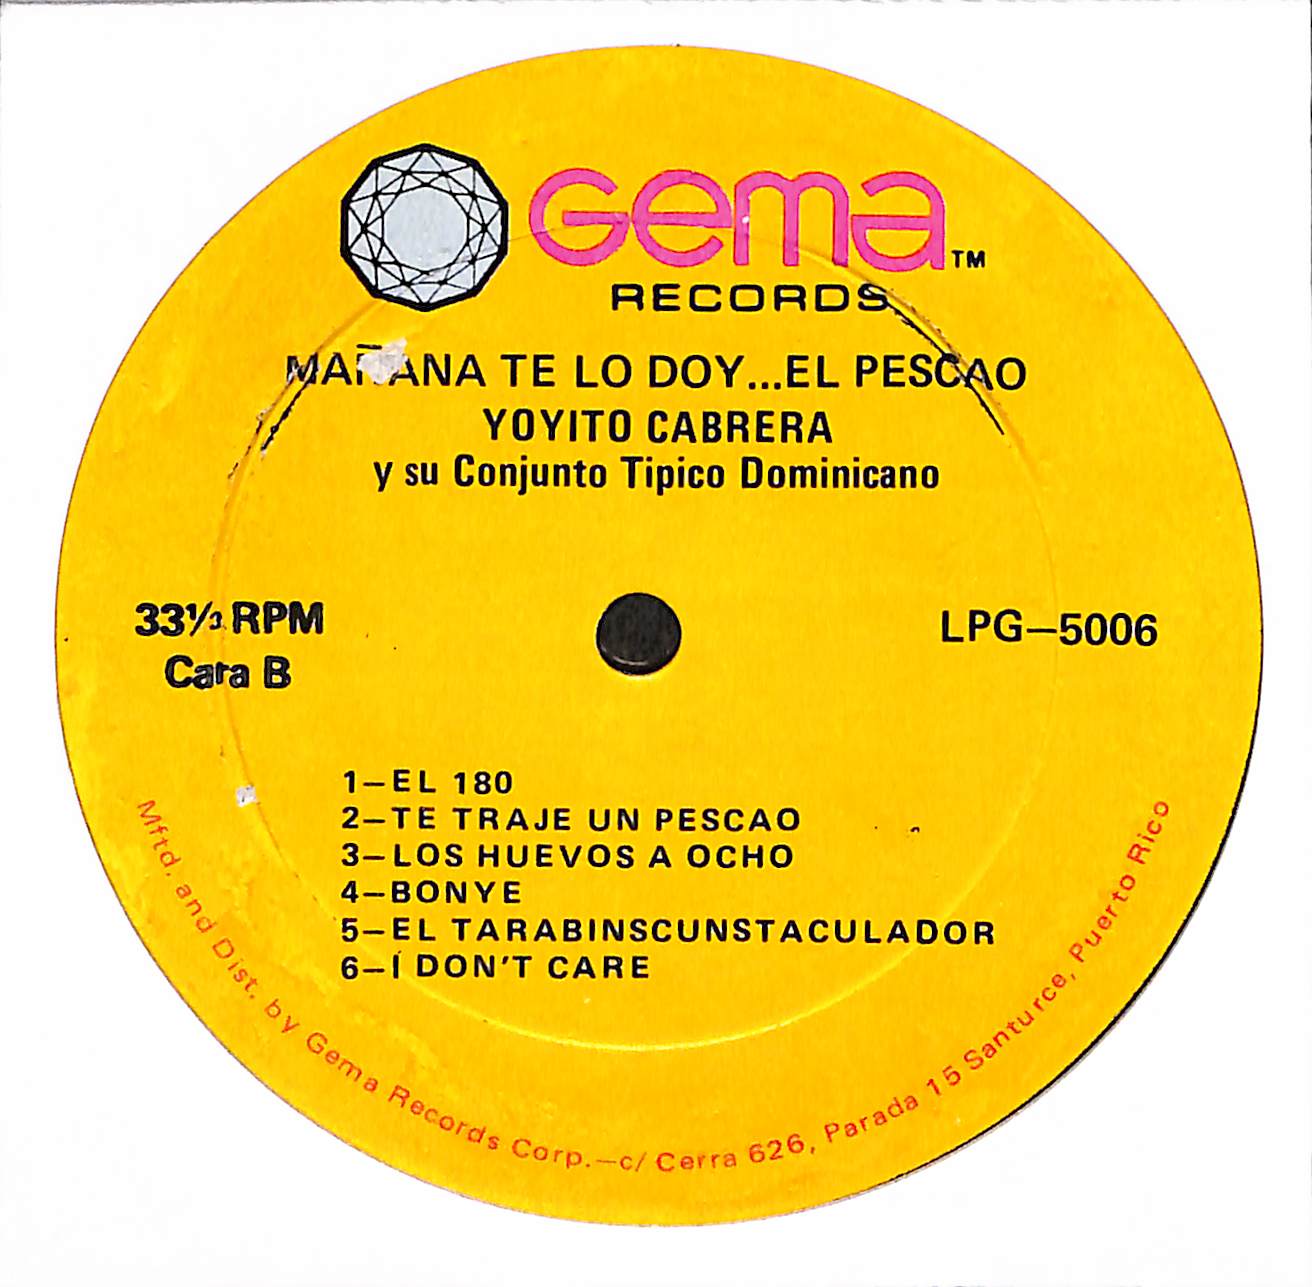 Gema TM
RECORDS
MAÑANA TE LO DOY...EL PESCAO
YOYITO CABRERA
y su Conjunto Tipico Dominicano
33⅓ RPM
Cara B
LPG-5006
1-EL 180
2-TE TRAJE UN PESCAO
3-LOS HUEVOS A OCHO
4-BONYE
5-EL TARABINSCUNSTACULADOR
6-Í DON'T CARE
Mftd. and Dist. by Gema Records Corp.-c/ Cerra 626, Parada 15 Santurce, Puerto Rico